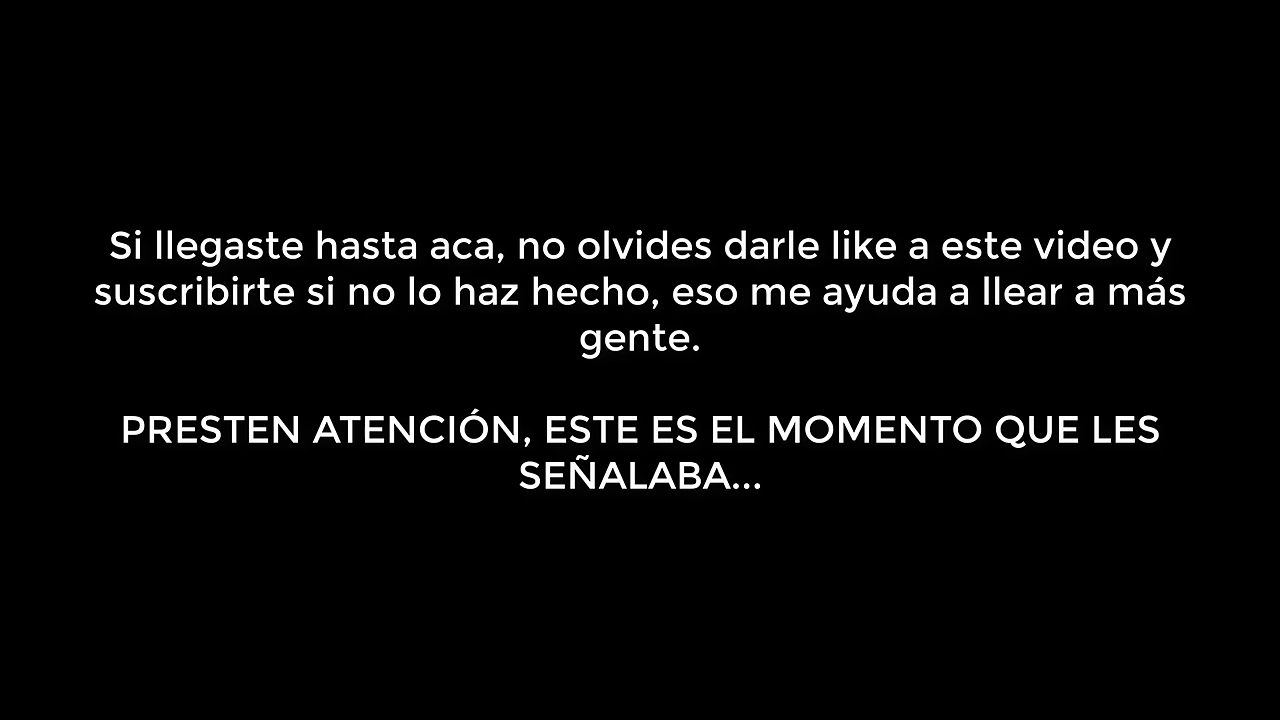 Si llegaste hasta aca, no olvides darle like a este video y
suscribirte si no lo haz hecho, eso me ayuda a llear a más
gente.
PRESTEN ATENCIÓN, ESTE ES EL MOMENTO QUE LES
SEÑALABA...